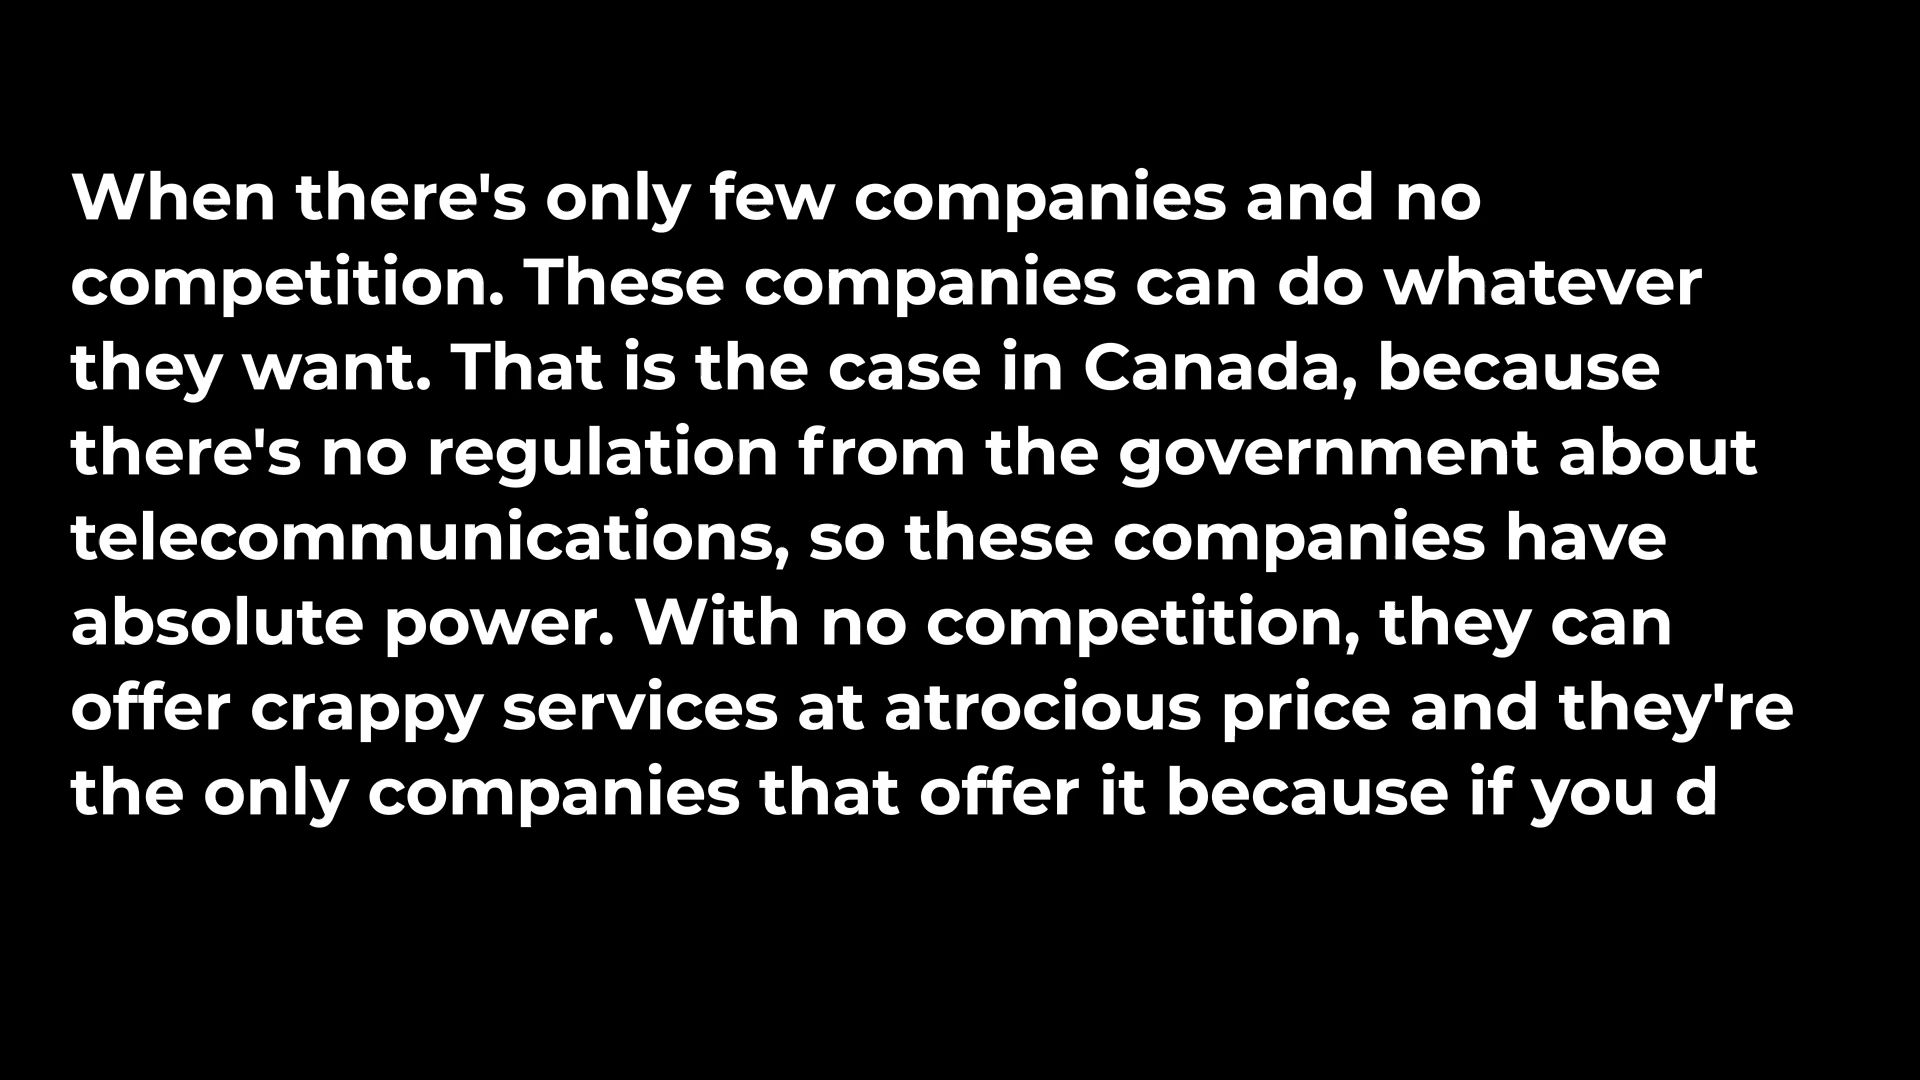 When there's only few companies and no
competition. These companies can do whatever
they want. That is the case in Canada, because
there's no regulation from the government about
telecommunications, so these companies have
absolute power. With no competition, they can
offer crappy services at atrocious price and they're
the only companies that offer it because if you d